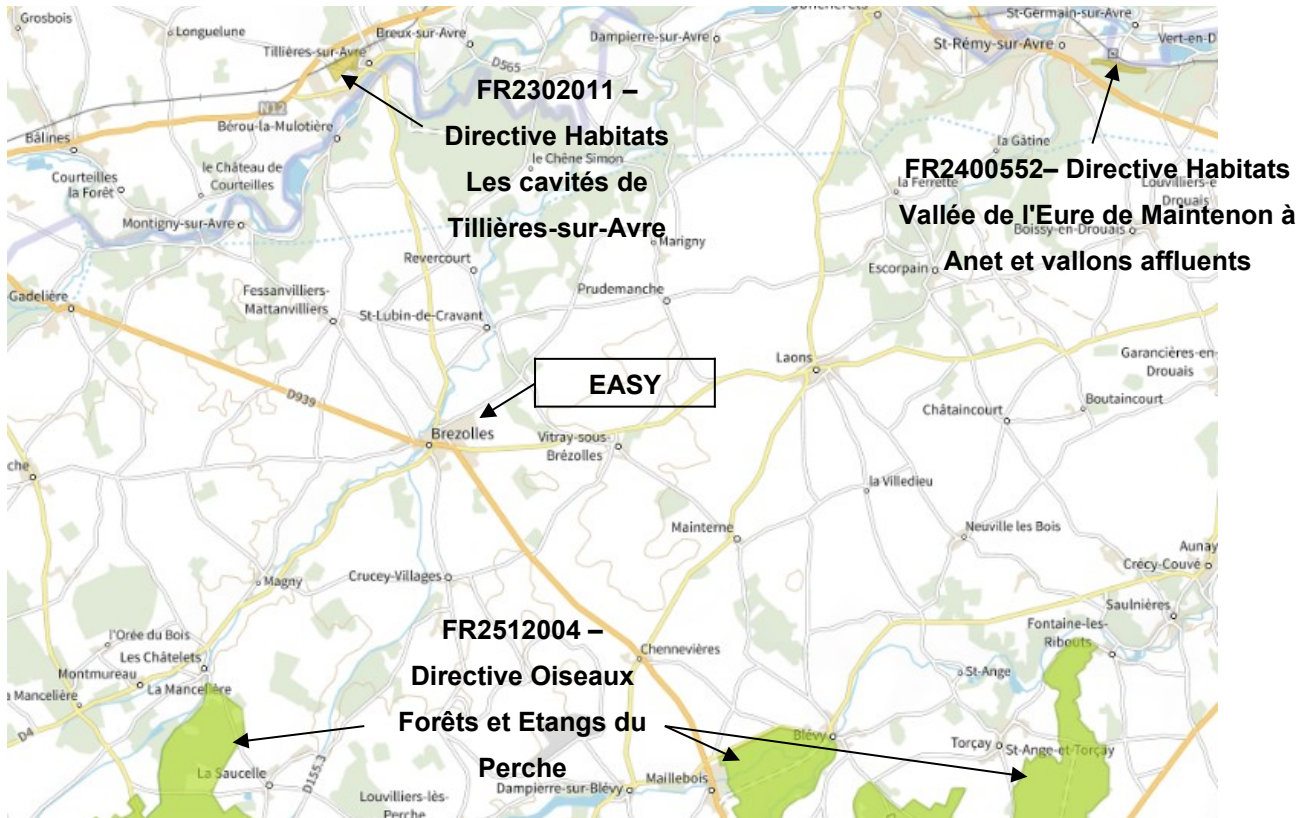 Grosbois
Longuelune
Breux-sur-Avre
Tillières-sur-Avre
Dampierre-sur-Avre
D565
St-Germain-sur-Avre
St-Rémy-sur-Avre
Vert-en-D
FR2302011 –
Directive Habitats
Les cavités de
Tillières-sur-Avre
N12
Bâlines
Bérou-la-Mulotière
le Chêne Simon
la Gâtine
Courteilles
la Forêt
le Château de
Courteilles
FR2400552– Directive Habitats
Vallée de l'Eure de Maintenon à
Anet et vallons affluents
la Ferrette
Louvilliers-e
Drouais
Boissy-en-Drouais
Montigny-sur-Avre
Marigny
Revercourt
Escorpain
Gadelière
Fessanvilliers-
Mattanvilliers
Prudemanche
St-Lubin-de-Cravant
EASY
Laons
Garancières-en-
Drouais
D939
Châtaincourt
Boutaincourt
Brezolles
Vitray-sous-
Brézolles
che
la Villedieu
Mainterne
Neuville les Bois
Aunay
Crécy-Couvé
Magny
Crucey-Villages
Saulnières
Fontaine-les-
Ribouts
l'Orée du Bois
Les Châtelets
Montmureau
La Mancelière
a Mancelière
FR2512004 –
Directive Oiseaux
Forêts et Etangs du
Perche
Chennevières
St-Ange
D4
Blévy
Torçay
St-Ange-et-Torçay
La Saucelle
D155.3
Maillebois
Louvilliers-lès-
Perche
Dampierre-sur-Blévy